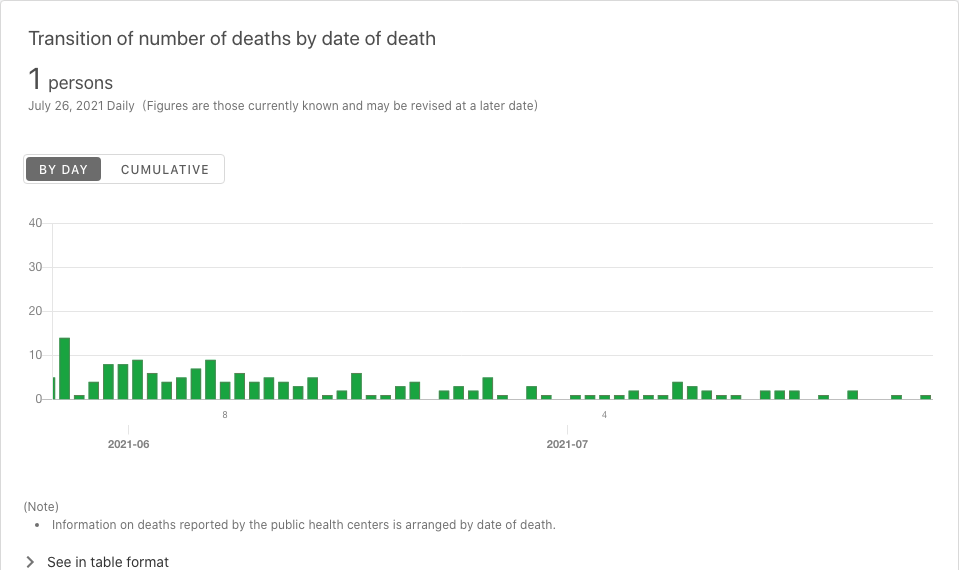 Transition of number of deaths by date of death
1 persons
July 26, 2021 Daily (Figures are those currently known and may be revised at a later date)
BY DAY CUMULATIVE
40
30
20
10
0
8 4
2021-06 2021-07
(Note)
• Information on deaths reported by the public health centers is arranged by date of death.
See in table format